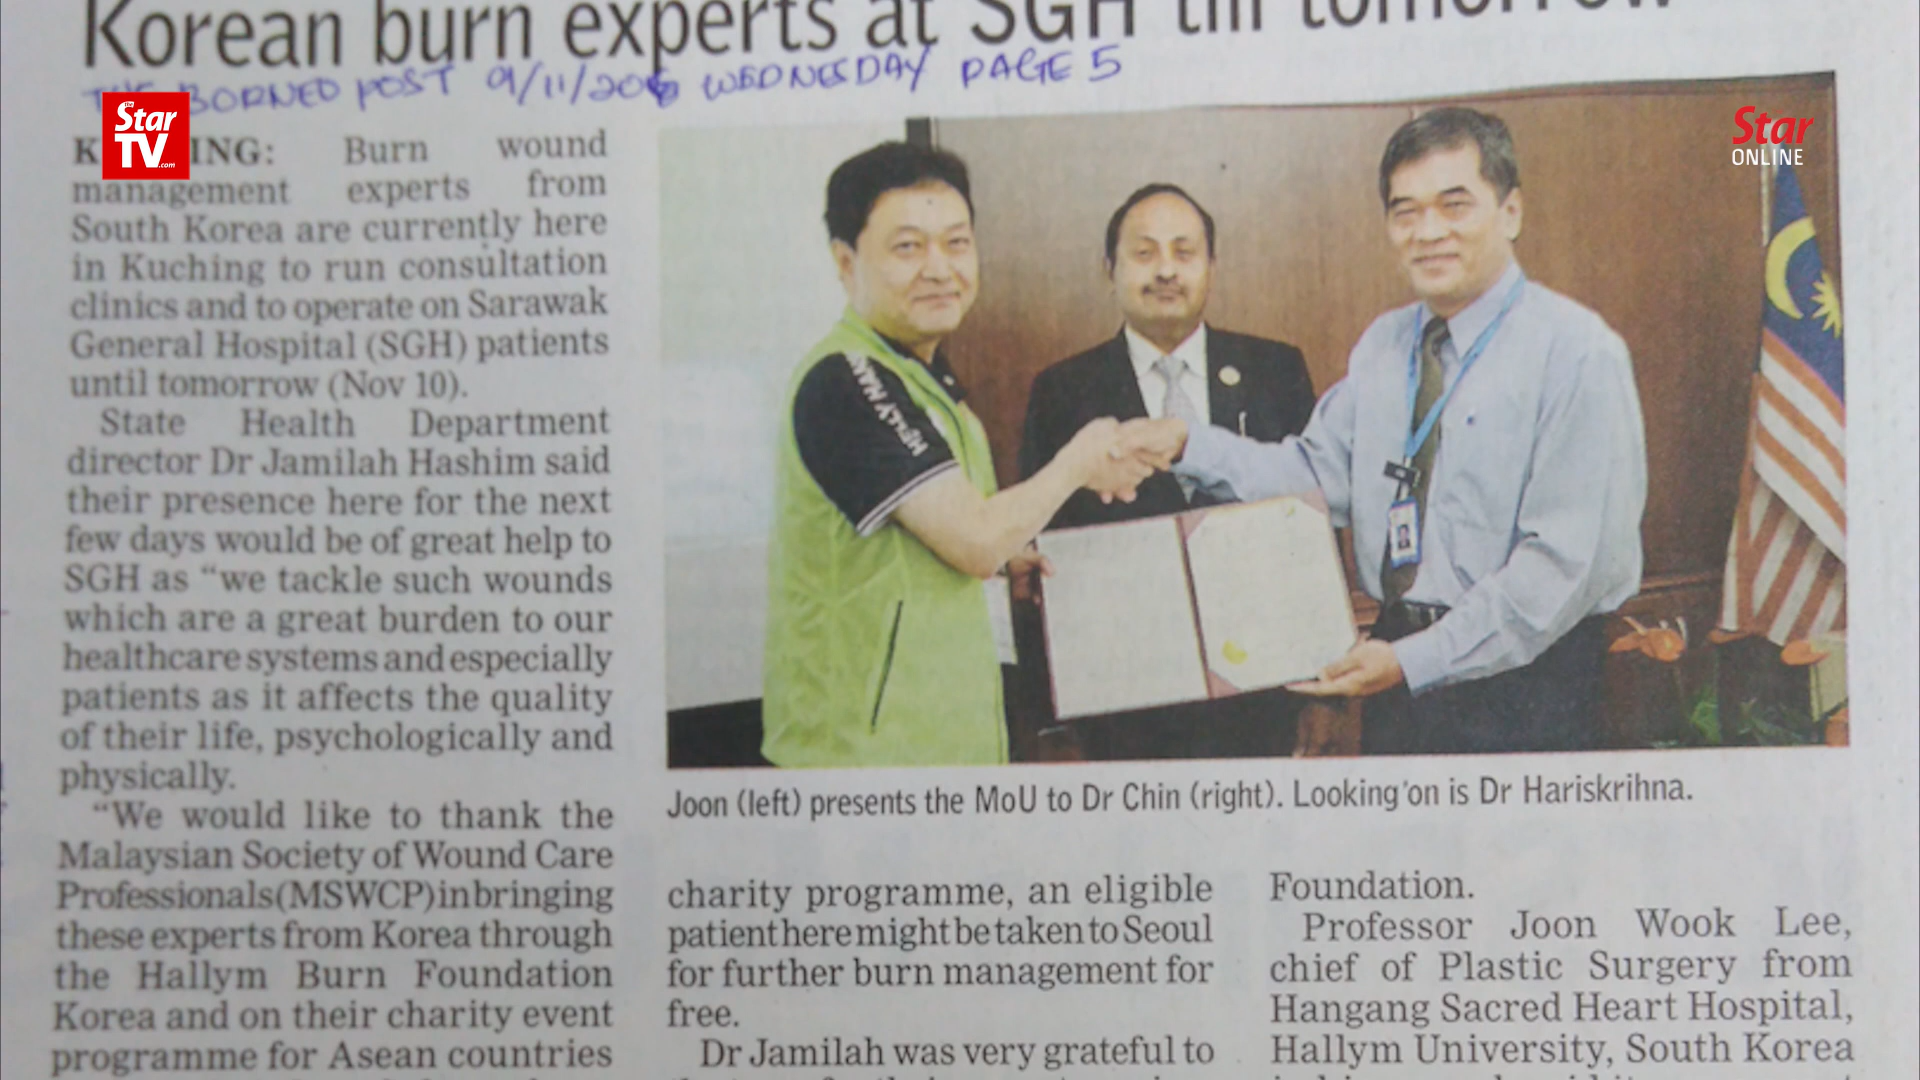 Korean burn experts at SGH till tomorrow
THE BORNEO POST 9/11/2016 WEDNESDAY PAGE 5
The Star
TV.com
Star
ONLINE
K ING: Burn wound
management experts from
South Korea are currently here
in Kuching to run consultation
clinics and to operate on Sarawak
General Hospital (SGH) patients
until tomorrow (Nov 10).
State Health Department
director Dr Jamilah Hashim said
their presence here for the next
few days would be of great help to
SGH as “we tackle such wounds
which are a great burden to our
healthcare systems and especially
patients as it affects the quality
of their life, psychologically and
physically.
“We would like to thank the
Malaysian Society of Wound Care
Professionals (MSWCP) in bringing
these experts from Korea through
the Hallym Burn Foundation
Korea and on their charity event
programme for Asean countries
Joon (left) presents the MoU to Dr Chin (right). Looking on is Dr Hariskrihna.
charity programme, an eligible
patient here might be taken to Seoul
for further burn management for
free.
Dr Jamilah was very grateful to
Foundation.
Professor Joon Wook Lee,
chief of Plastic Surgery from
Hangang Sacred Heart Hospital,
Hallym University, South Korea